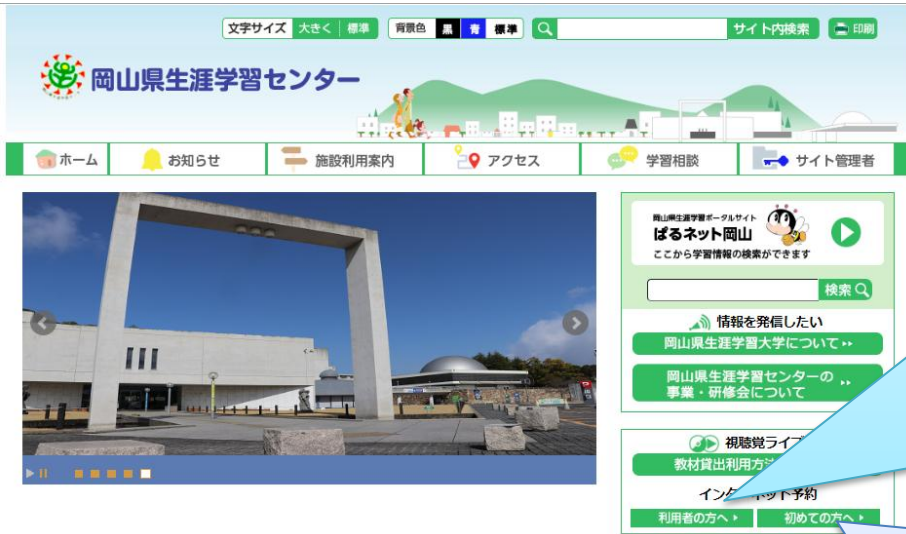 文字サイズ 大きく 標準 背景色 黒 青 標準 サイト内検索 印刷
岡山県生涯学習センター
ホーム お知らせ 施設利用案内 アクセス 学習相談 サイト管理者
岡山県生涯学習ポータルサイト
ぱるネット岡山
ここから学習情報の検索ができます
検索
情報を発信したい
岡山県生涯学習大学について
岡山県生涯学習センターの
事業・研修会について
視聴覚ライブ
教材貸出利用方
イン
ット予約
利用者の方へ 初めての方へ